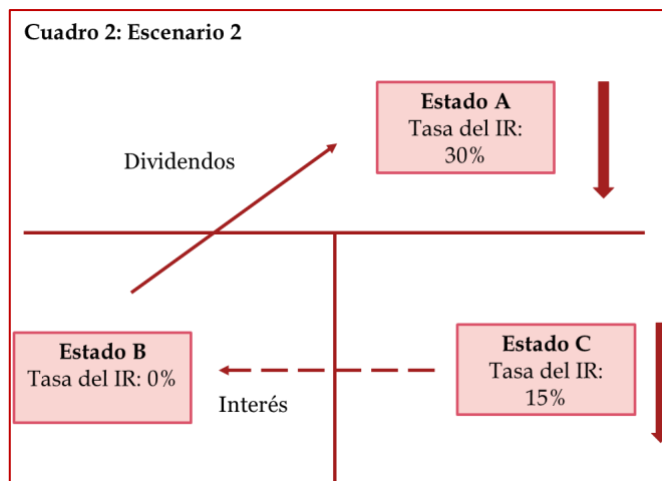 Cuadro 2: Escenario 2
Estado A
Tasa del IR:
30%
Dividendos
Estado B
Tasa del IR: 0%
Estado C
Tasa del IR:
15%
Interés